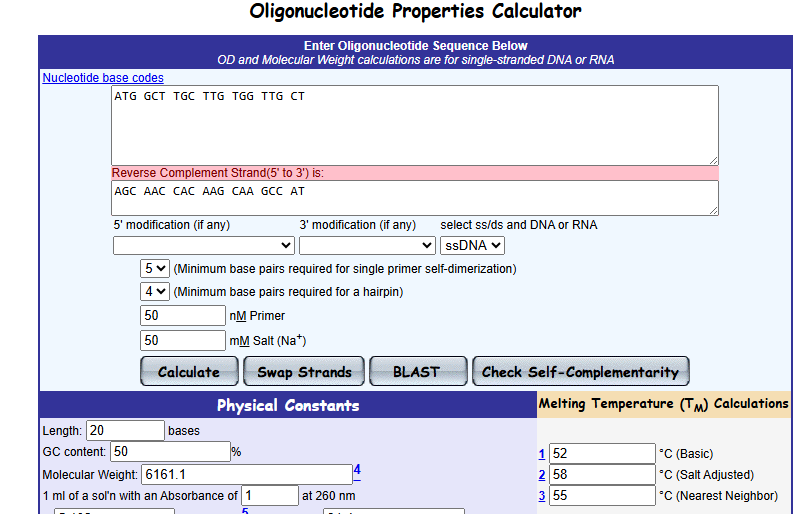 Oligonucleotide Properties Calculator
Enter Oligonucleotide Sequence Below
OD and Molecular Weight calculations are for single-stranded DNA or RNA
Nucleotide base codes
ATG GCT TGC TTG TGG TTG CT
Reverse Complement Strand(5' to 3') is:
AGC AAC CAC AAG CAA GCC AT
5' modification (if any) 3' modification (if any) select ss/ds and DNA or RNA
ssDNA
5 (Minimum base pairs required for single primer self-dimerization)
4 (Minimum base pairs required for a hairpin)
50 nM Primer
50 mM Salt (Na+)
Calculate Swap Strands BLAST Check Self-Complementarity
Physical Constants Melting Temperature (TM) Calculations
Length: 20 bases
GC content: 50 % 1 52 °C (Basic)
Molecular Weight: 6161.1 4 2 58 °C (Salt Adjusted)
1 ml of a sol'n with an Absorbance of 1 at 260 nm 3 55 °C (Nearest Neighbor)
5